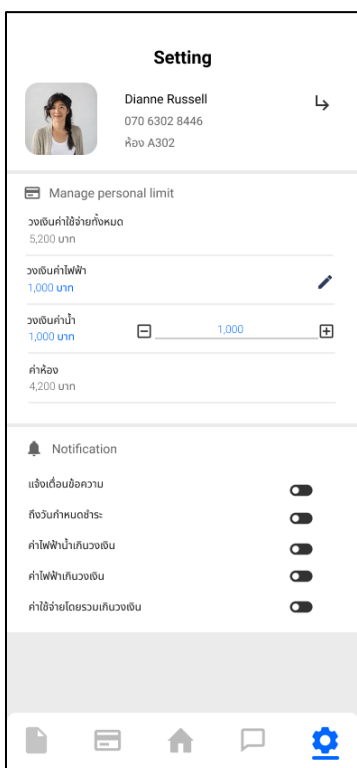 Setting
Dianne Russell
070 6302 8446
ห้อง A302
Manage personal limit
วงเงินค่าใช้จ่ายทั้งหมด
5,200 บาท
วงเงินค่าไฟฟ้า
1,000 บาท
วงเงินค่าน้ำ
1,000 บาท
1,000
ค่าห้อง
4,200 บาท
Notification
แจ้งเตือนข้อความ
ถึงวันกำหนดชำระ
ค่าไฟฟ้าน้ำเกินวงเงิน
ค่าไฟฟ้าเกินวงเงิน
ค่าใช้จ่ายโดยรวมเกินวงเงิน